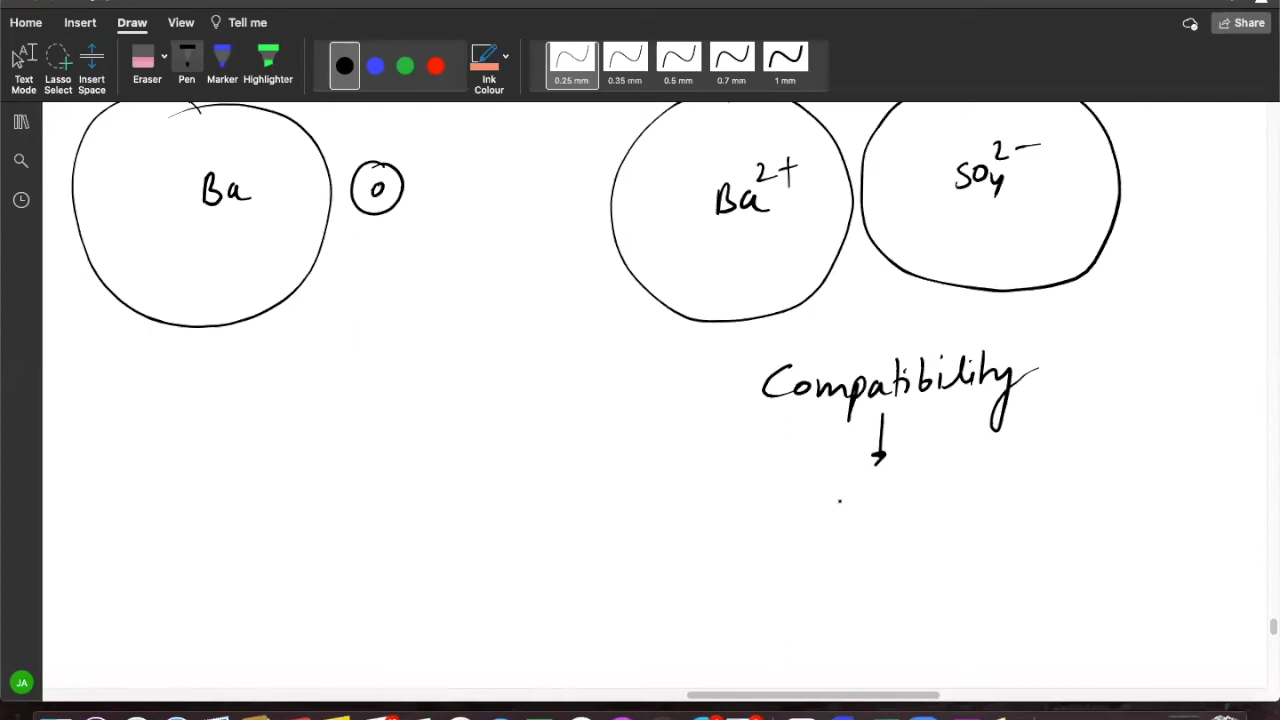 Home Insert Draw View Tell me Share
Text Mode Lasso Select Insert Space Eraser Pen Marker Highlighter Ink Colour 0.25 mm 0.35 mm 0.5 mm 0.7 mm 1 mm
Ba O Ba2+ SO42−
Compatibility
JA